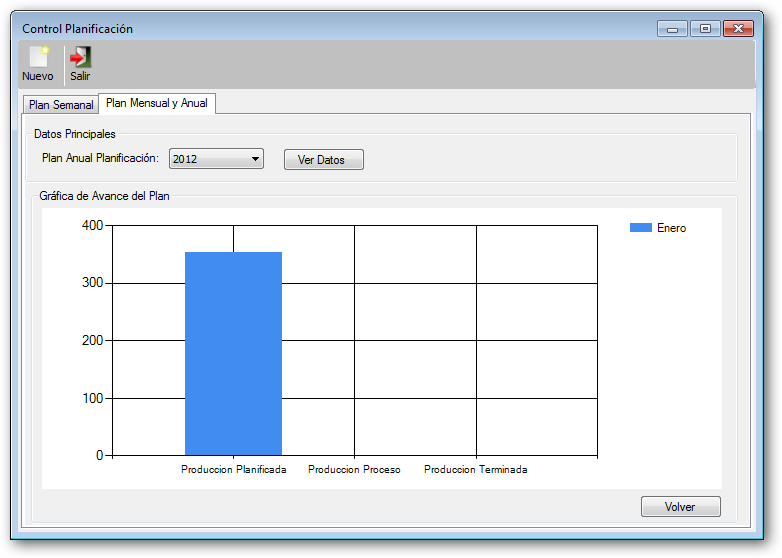 Control Planificación
Nuevo Salir
Plan Semanal Plan Mensual y Anual
Datos Principales
Plan Anual Planificación: 2012 Ver Datos
Gráfica de Avance del Plan
400
Enero
300
200
100
0
Produccion Planificada Produccion Proceso Produccion Terminada
Volver